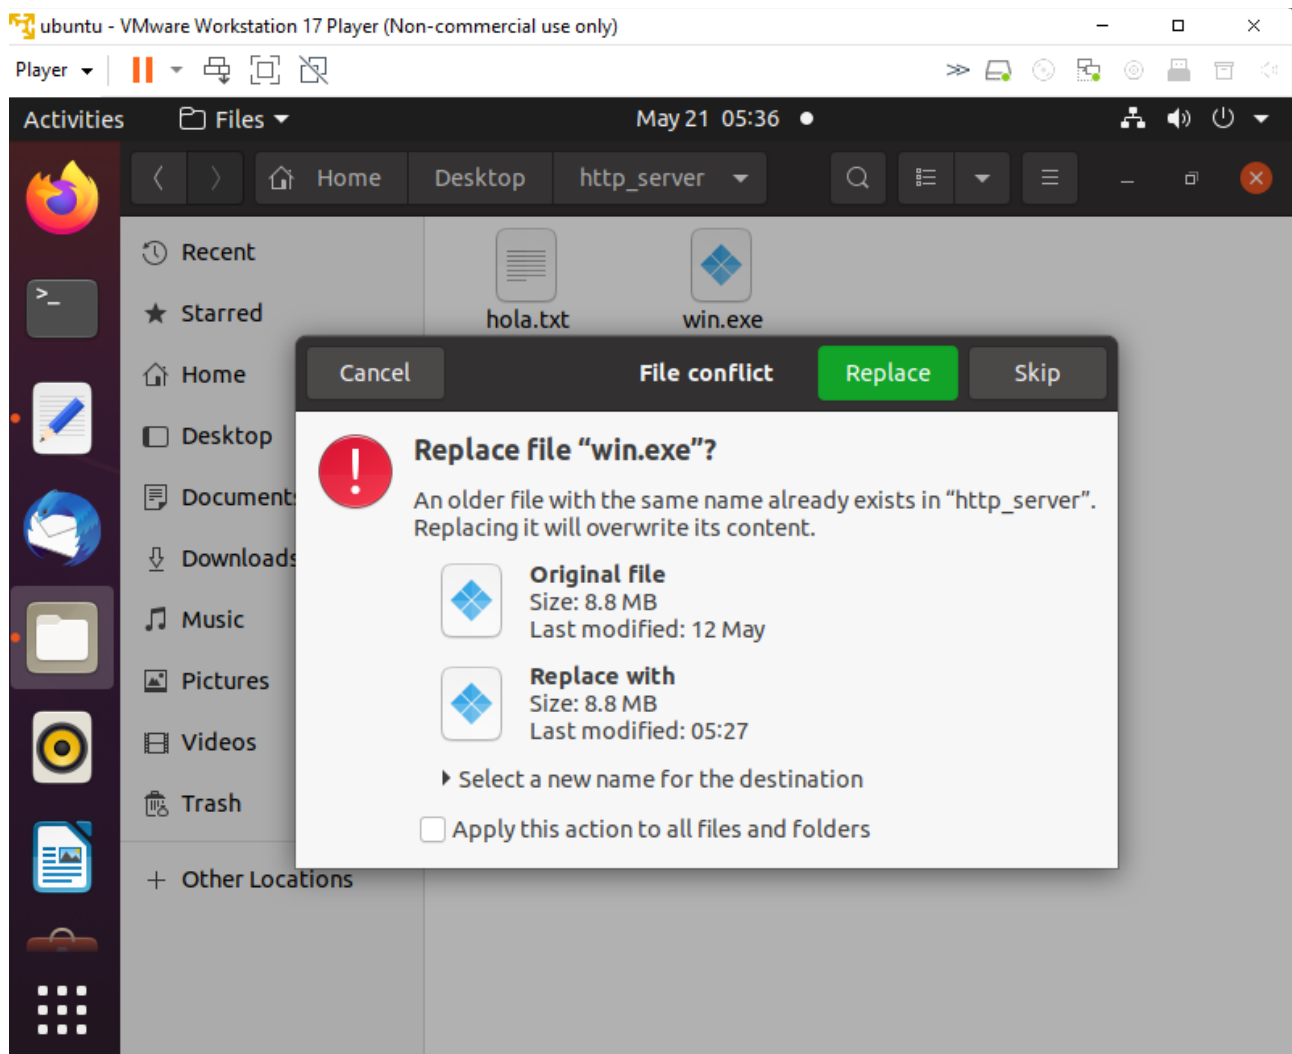 ubuntu - VMware Workstation 17 Player (Non-commercial use only)
Player
Activities
Files
May 21 05:36
Home
Desktop
http_server
Recent
Starred
Home
Desktop
Document
Downloads
Music
Pictures
Videos
Trash
Other Locations
hola.txt
win.exe
Cancel
File conflict
Replace
Skip
Replace file “win.exe”?
An older file with the same name already exists in “http_server”.
Replacing it will overwrite its content.
Original file
Size: 8.8 MB
Last modified: 12 May
Replace with
Size: 8.8 MB
Last modified: 05:27
Select a new name for the destination
Apply this action to all files and folders